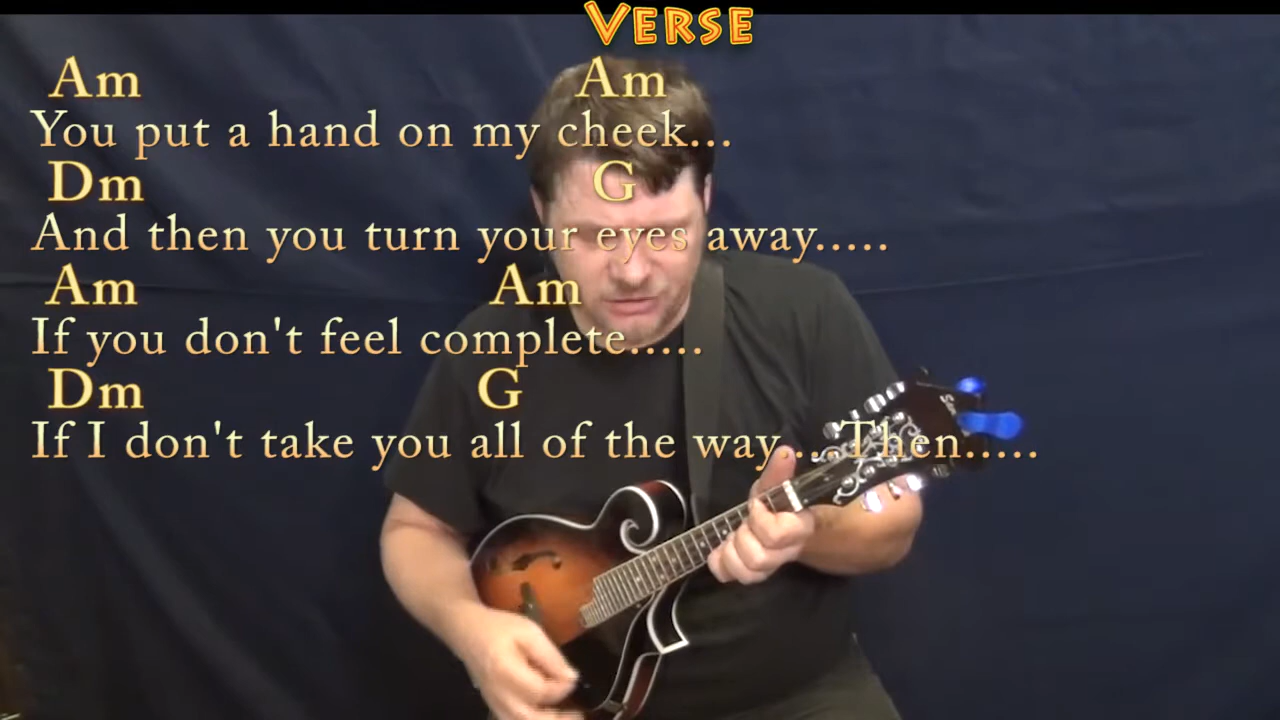 VERSE
Am Am
You put a hand on my cheek...
Dm G
And then you turn your eyes away.....
Am Am
If you don't feel complete.....
Dm G
If I don't take you all of the way....Then.....